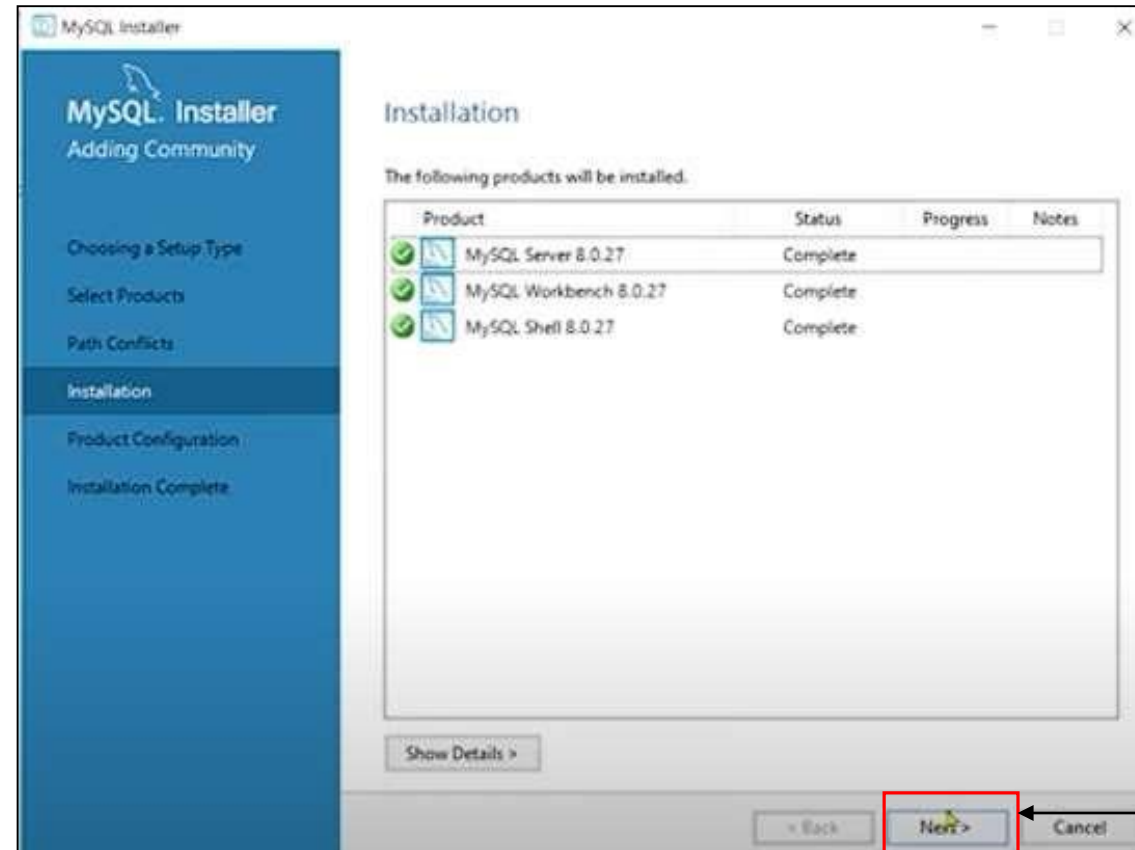 MySQL Installer
MySQL. Installer
Adding Community
Choosing a Setup Type
Select Products
Path Conflicts
Installation
Product Configuration
Installation Complete
Installation
The following products will be installed.
Product Status Progress Notes
MySQL Server 8.0.27 Complete
MySQL Workbench 8.0.27 Complete
MySQL Shell 8.0.27 Complete
Show Details >
< Back Next > Cancel